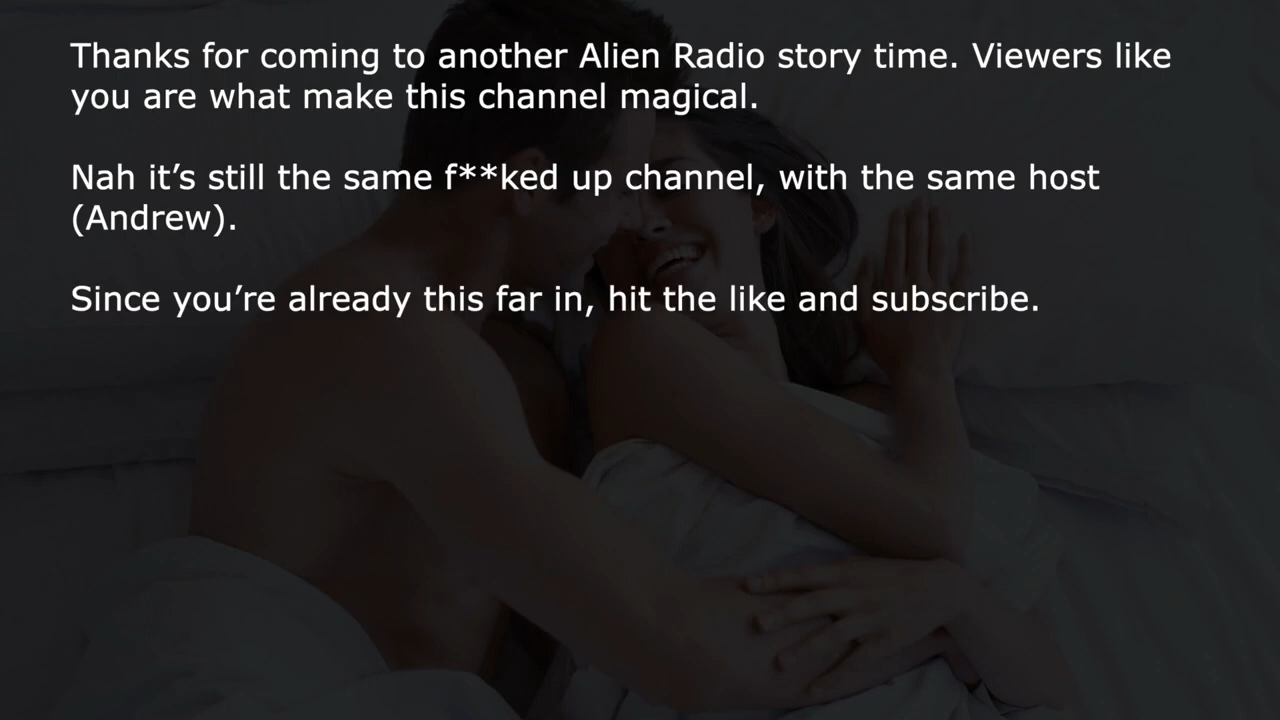 Thanks for coming to another Alien Radio story time. Viewers like
you are what make this channel magical.
Nah it’s still the same f**ked up channel, with the same host
(Andrew).
Since you’re already this far in, hit the like and subscribe.